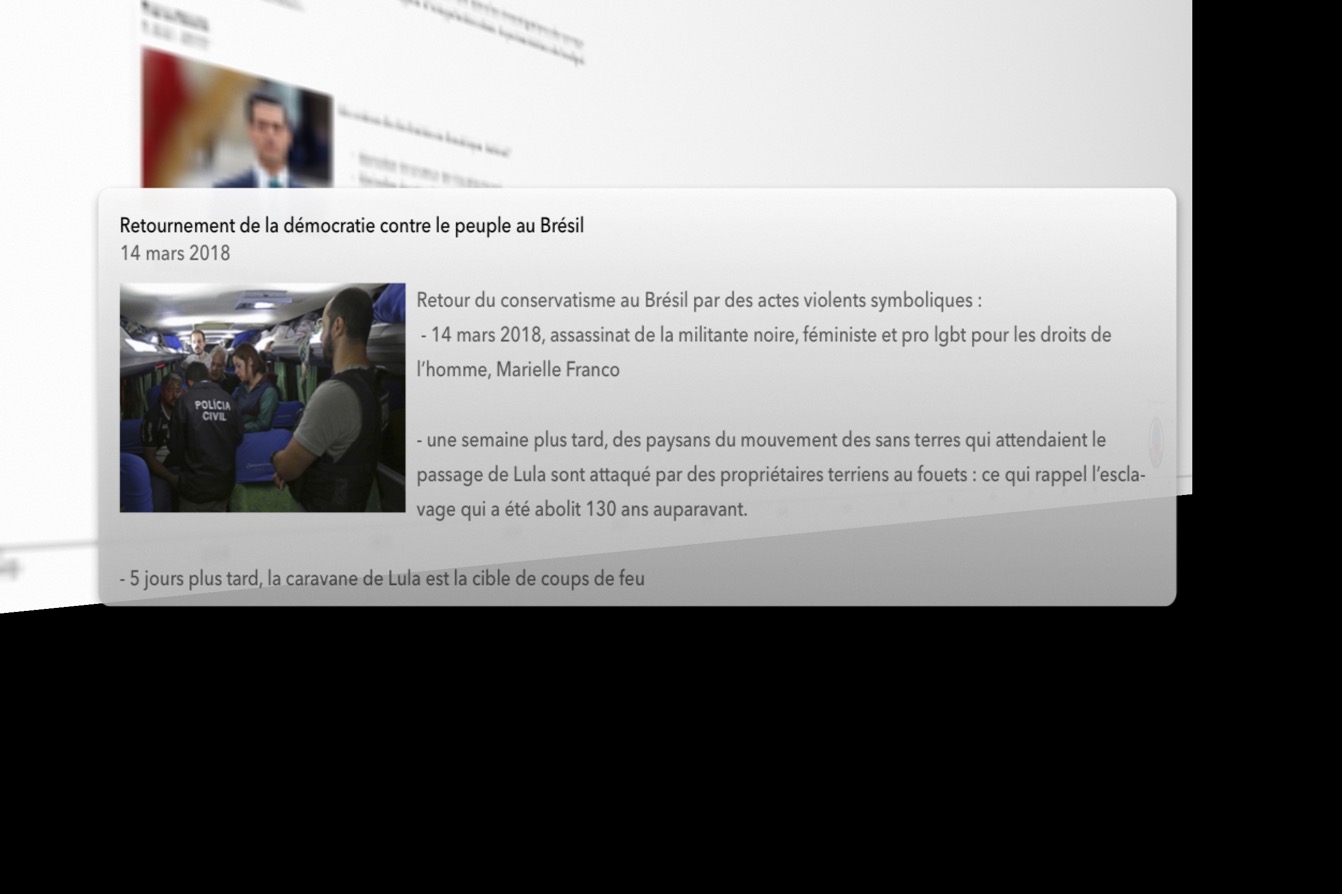 Retournement de la démocratie contre le peuple au Brésil
14 mars 2018
POLÍCIA
CIVIL
Retour du conservatisme au Brésil par des actes violents symboliques :
- 14 mars 2018, assassinat de la militante noire, féministe et pro lgbt pour les droits de
l’homme, Marielle Franco
- une semaine plus tard, des paysans du mouvement des sans terres qui attendaient le
passage de Lula sont attaqué par des propriétaires terriens au fouets : ce qui rappel l’escla-
vage qui a été abolit 130 ans auparavant.
- 5 jours plus tard, la caravane de Lula est la cible de coups de feu